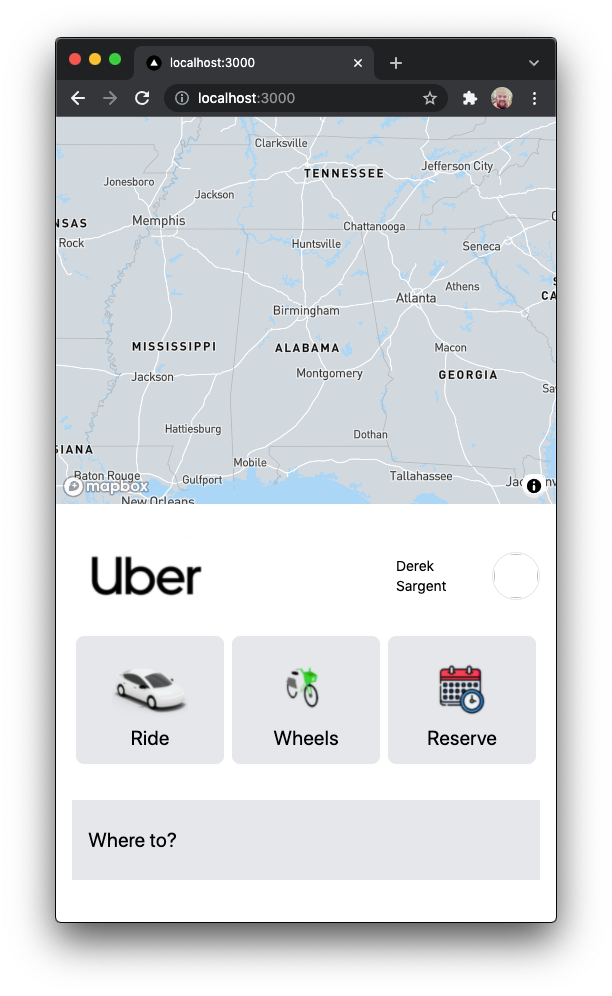 localhost:3000
localhost:3000
Clarksville
TENNESSEE
Jefferson City
Jonesboro
Jackson
NSAS
Memphis
Rock
Chattanooga
Huntsville
Seneca
Athens
Atlanta
CA
Birmingham
MISSISSIPPI
ALABAMA
Macon
Jackson
Montgomery
GEORGIA
Sav
Hattiesburg
Dothan
SIANA
Mobile
Baton Rouge
Gulfport
Tallahassee
mapbox
New Orleans
Uber
Derek
Sargent
Ride
Wheels
Reserve
Where to?